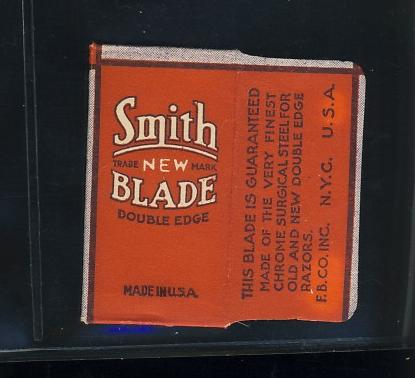 Smith
TRADE NEW MARK
BLADE
DOUBLE EDGE
MADE IN U.S.A.
THIS BLADE IS GUARANTEED
MADE OF THE VERY FINEST
CHROME SURGICAL STEEL FOR
OLD AND NEW DOUBLE EDGE
RAZORS.
F.B.CO. INC. N.Y.C. U.S.A.